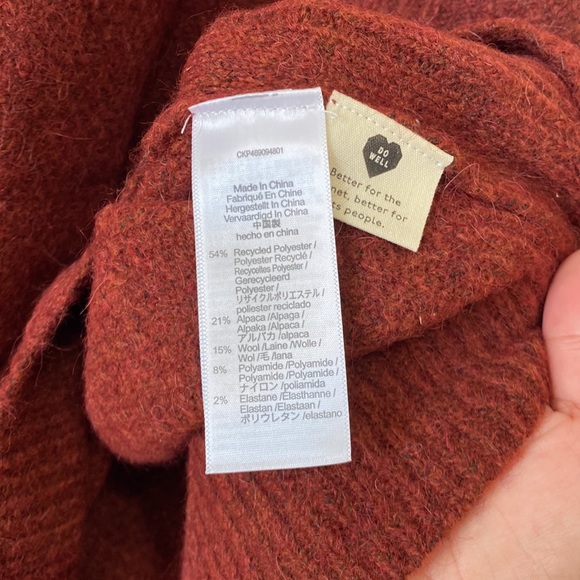 CKP469094801
Made In China
Fabriqué En Chine
Hergestellt In China
Vervaardigd In China
中国製
hecho en china
54% Recycled Polyester /
Polyester Recyclé /
Recyceltes Polyester /
Gerecycleerd
Polyester /
リサイクルポリエステル /
poliester reciclado
21% Alpaca /Alpaga /
Alpaka /Alpaca /
アルパカ /alpaca
15% Wool /Laine /Wolle /
Wol /毛 /lana
8% Polyamide /Polyamide /
Polyamide /Polyamide /
ナイロン /poliamida
2% Elastane /Élasthanne /
Elastan /Elastaan /
ポリウレタン /elastano
DO
WELL
Better for the
net, better for
ts people.